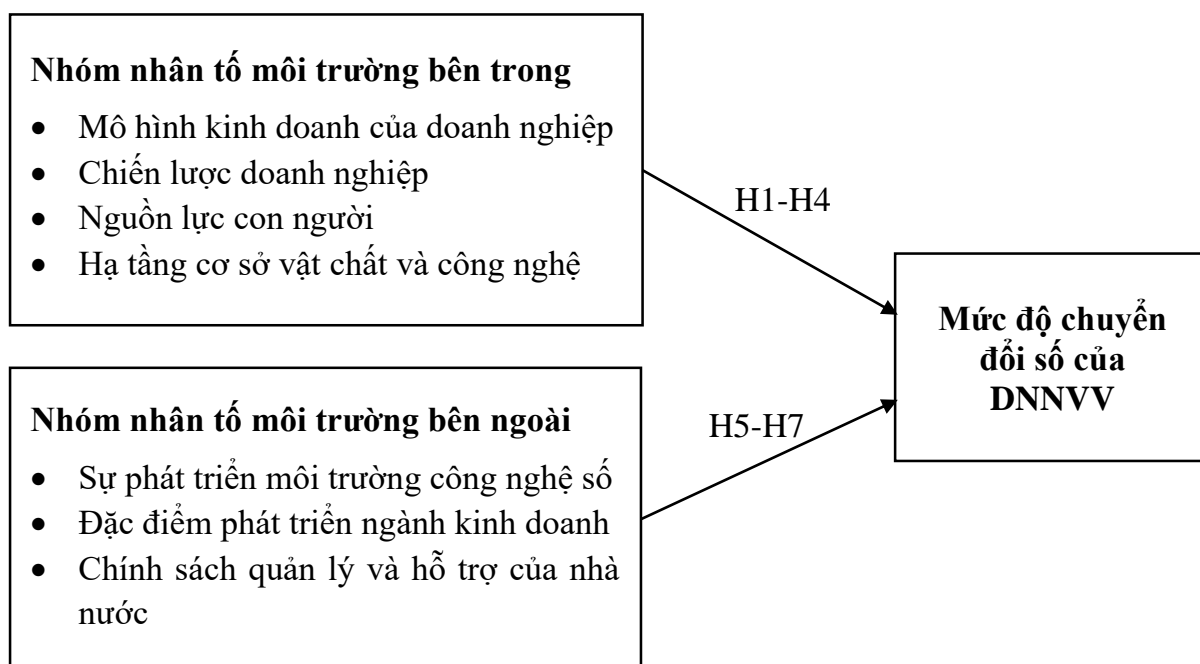 Nhóm nhân tố môi trường bên trong
• Mô hình kinh doanh của doanh nghiệp
• Chiến lược doanh nghiệp
• Nguồn lực con người
• Hạ tầng cơ sở vật chất và công nghệ
H1-H4
Mức độ chuyển
đổi số của
DNNVV
Nhóm nhân tố môi trường bên ngoài
• Sự phát triển môi trường công nghệ số
• Đặc điểm phát triển ngành kinh doanh
• Chính sách quản lý và hỗ trợ của nhà
nước
H5-H7